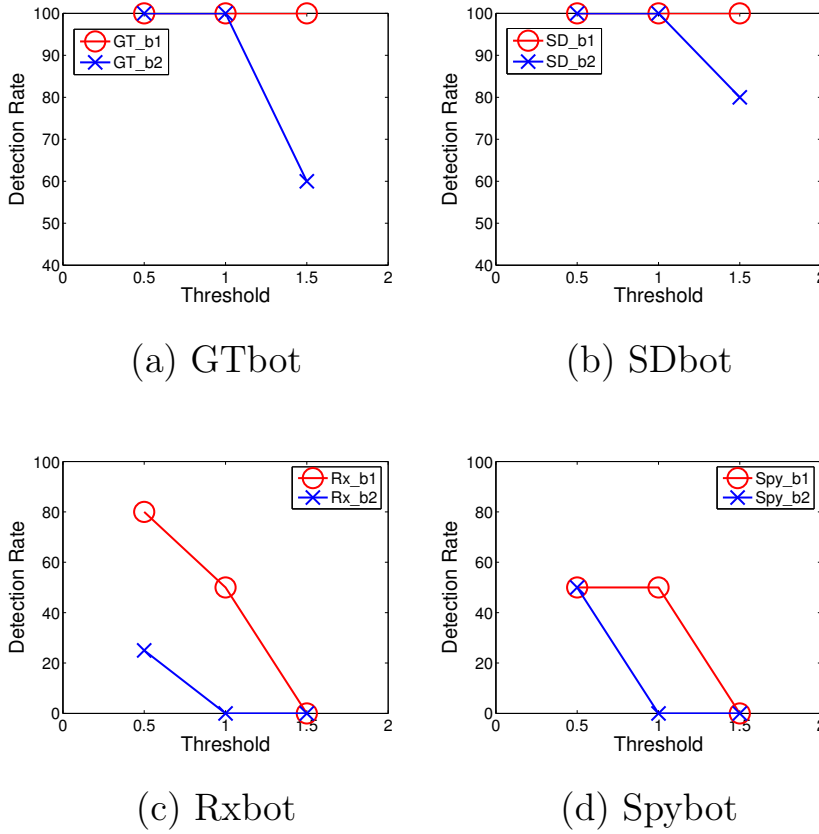 100
90
80
70
60
50
40
Detection Rate
GT_b1
GT_b2
0 0.5 1 1.5 2
Threshold
(a) GTbot
100
90
80
70
60
50
40
Detection Rate
SD_b1
SD_b2
0 0.5 1 1.5 2
Threshold
(b) SDbot
100
80
60
40
20
0
Detection Rate
Rx_b1
Rx_b2
0 0.5 1 1.5 2
Threshold
(c) Rxbot
100
80
60
40
20
0
Detection Rate
Spy_b1
Spy_b2
0 0.5 1 1.5 2
Threshold
(d) Spybot